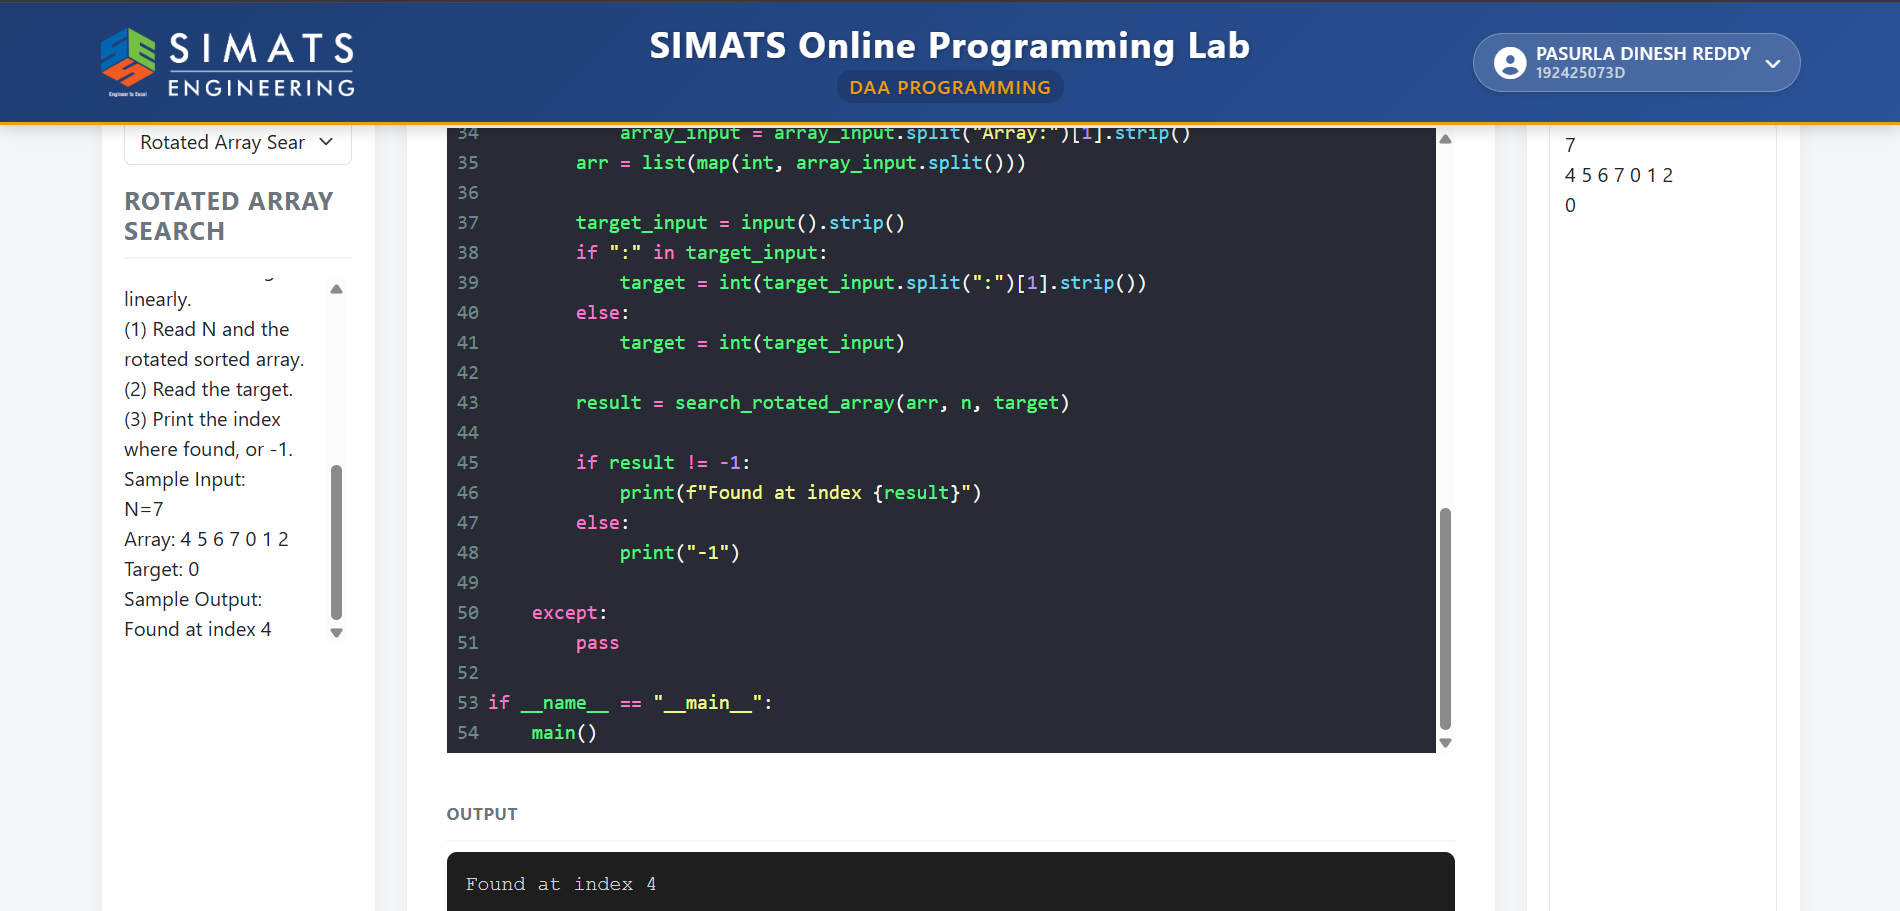 SIMATS
ENGINEERING
Engineer to Excel
SIMATS Online Programming Lab
DAA PROGRAMMING
PASURLA DINESH REDDY
192425073D
Rotated Array Sear
ROTATED ARRAY
SEARCH
linearly.
(1) Read N and the
rotated sorted array.
(2) Read the target.
(3) Print the index
where found, or -1.
Sample Input:
N=7
Array: 4 5 6 7 0 1 2
Target: 0
Sample Output:
Found at index 4
34 array_input = array_input.split("Array:")[1].strip()
35 arr = list(map(int, array_input.split()))
36
37 target_input = input().strip()
38 if ":" in target_input:
39 target = int(target_input.split(":")[1].strip())
40 else:
41 target = int(target_input)
42
43 result = search_rotated_array(arr, n, target)
44
45 if result != -1:
46 print(f"Found at index {result}")
47 else:
48 print("-1")
49
50 except:
51 pass
52
53 if __name__ == "__main__":
54 main()
OUTPUT
Found at index 4
7
4 5 6 7 0 1 2
0